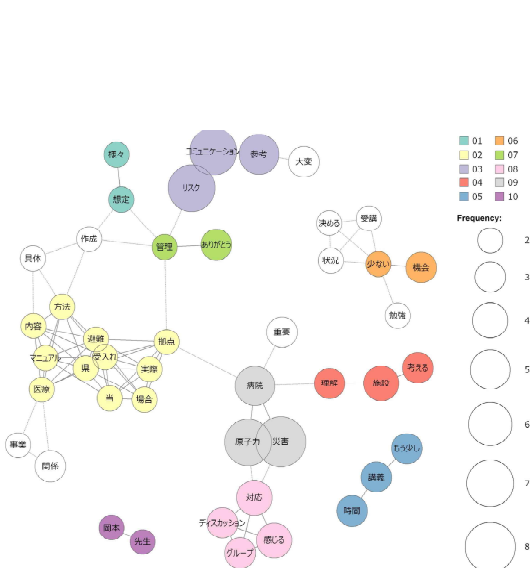 コミュニケーション
参考
大変
様々
リスク
想定
作成
管理
ありがとう
具体
決める
受講
状況
少ない
機会
勉強
方法
内容
避難
拠点
マニュアル
受入れ
県
実際
医療
当
場合
重要
病院
理解
施設
考える
事業
関係
原子力
災害
もう少し
講義
時間
対応
ディスカッション
感じる
グループ
岡本
先生
01
02
03
04
05
06
07
08
09
10
Frequency:
2
3
4
5
6
7
8